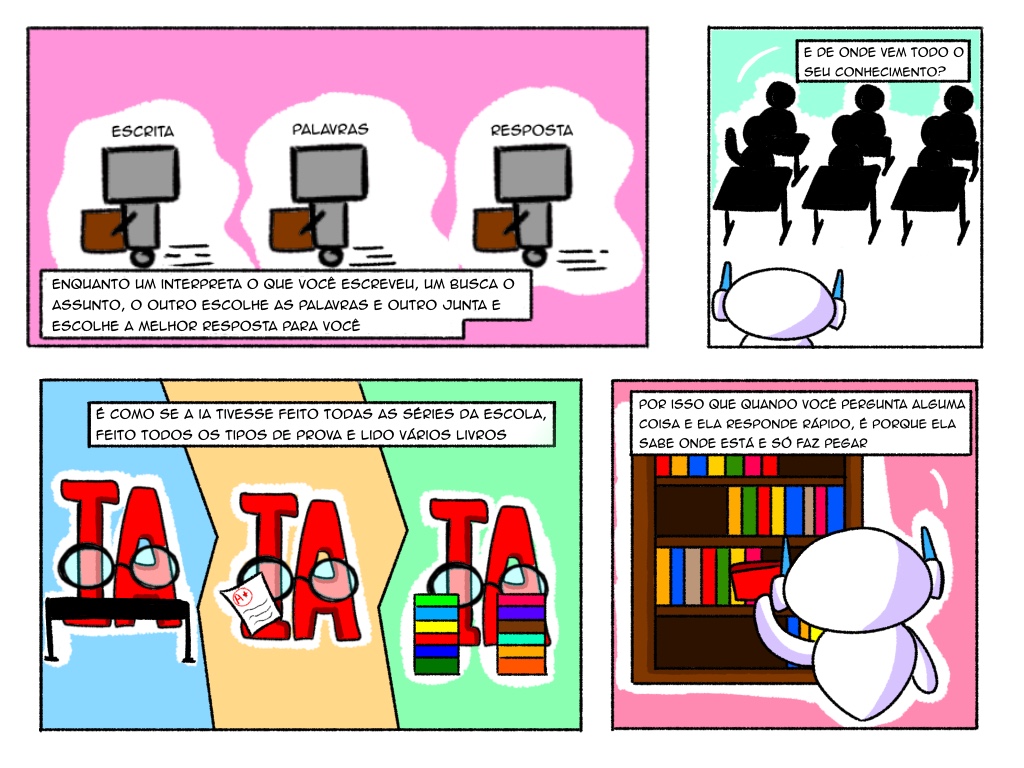 ESCRITA
PALAVRAS
RESPOSTA
ENQUANTO UM INTERPRETA O QUE VOCÊ ESCREVEU, UM BUSCA O
ASSUNTO, O OUTRO ESCOLHE AS PALAVRAS E OUTRO JUNTA E
ESCOLHE A MELHOR RESPOSTA PARA VOCÊ
E DE ONDE VEM TODO O
SEU CONHECIMENTO?
É COMO SE A IA TIVESSE FEITO TODAS AS SÉRIES DA ESCOLA,
FEITO TODOS OS TIPOS DE PROVA E LIDO VÁRIOS LIVROS
IA
IA
A+
IA
POR ISSO QUE QUANDO VOCÊ PERGUNTA ALGUMA
COISA E ELA RESPONDE RÁPIDO, É PORQUE ELA
SABE ONDE ESTÁ E SÓ FAZ PEGAR